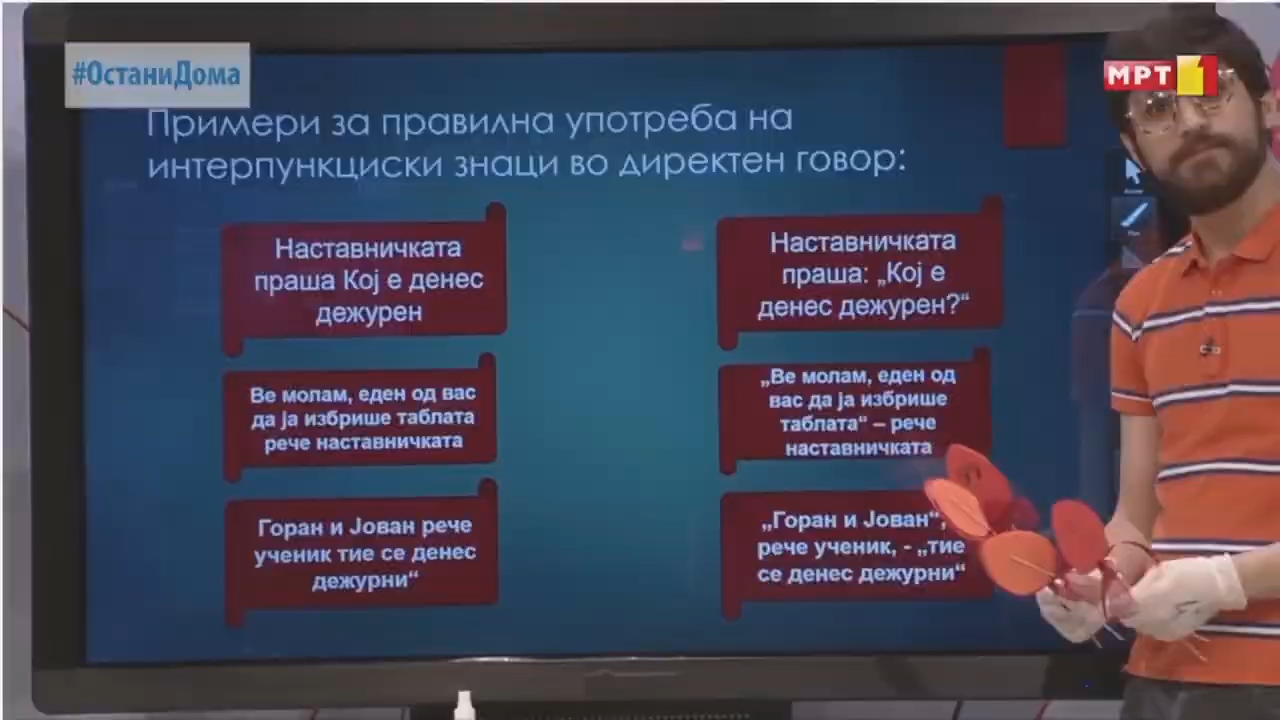 #ОстаниДома
МРТ 1
Примери за правилна употреба на
интерпункциски знаци во директен говор:
Наставничката
праша Кој е денес
дежурен
Наставничката
праша: „Кој е
денес дежурен?“
Ве молам, еден од вас
да ја избрише таблата
рече наставничката
„Ве молам, еден од
вас да ја избрише
таблата“ – рече
наставничката
Горан и Јован рече
ученик тие се денес
дежурни“
„Горан и Јован“,
рече ученик, - „тие
се денес дежурни“